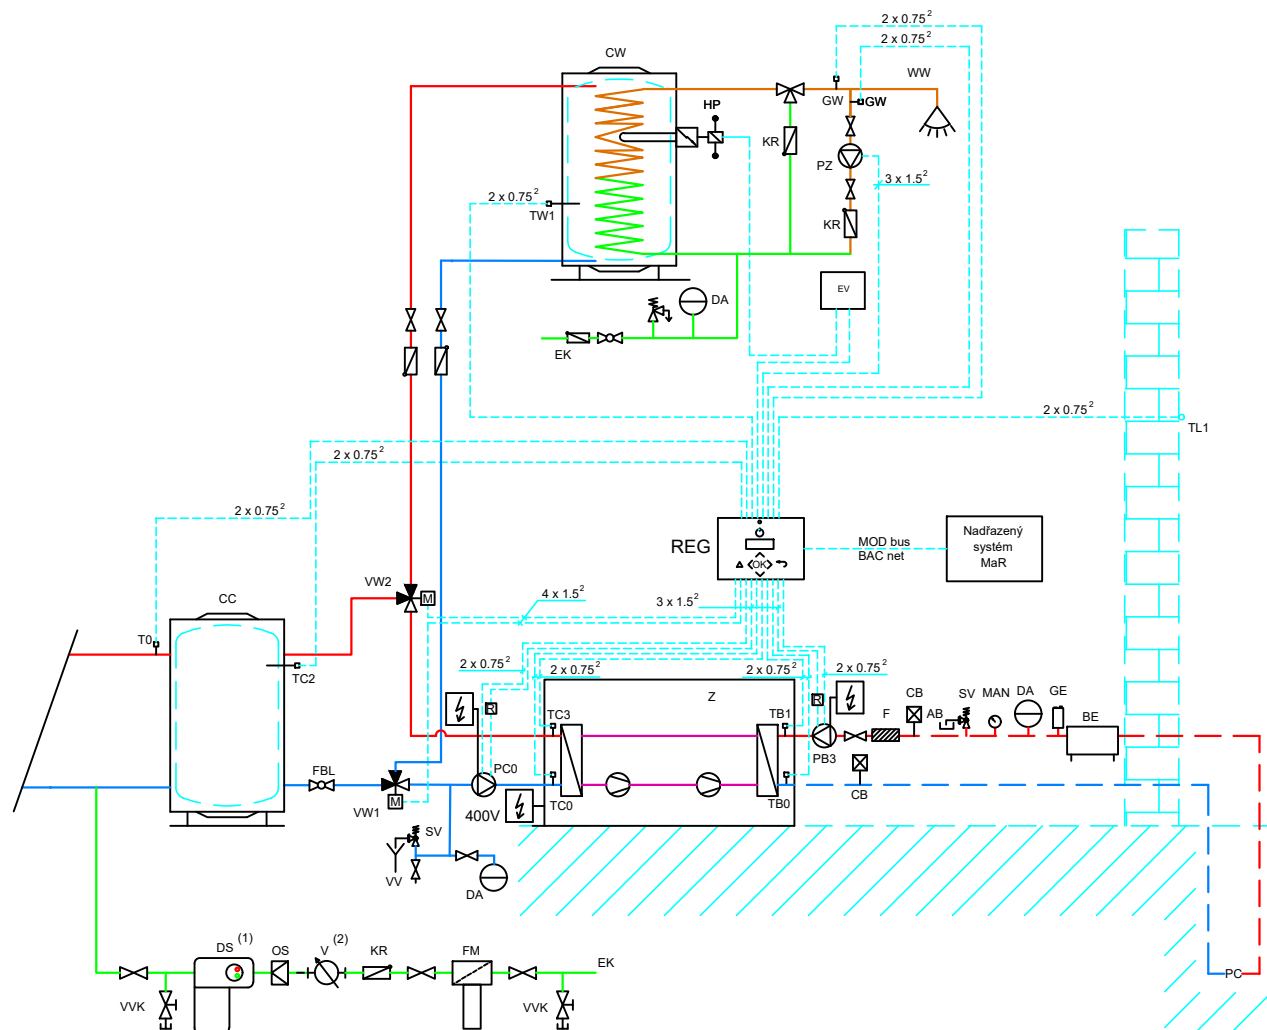 2 x 0.75²
2 x 0.75²
CW
WW
HP
GW
GW
KR
PZ
3 x 1.5²
2 x 0.75²
TW1
KR
EV
DA
EK
2 x 0.75²
TL1
2 x 0.75²
2 x 0.75²
REG
OK
MOD bus
BAC net
Nadřazený
systém
MaR
VW2
M
4 x 1.5²
3 x 1.5²
CC
T0
TC2
2 x 0.75²
2 x 0.75²
2 x 0.75²
2 x 0.75²
Z
R
R
CB
AB
SV
MAN
DA
GE
BE
F
TC3
TB1
PB3
FBL
PC0
TC0
TB0
CB
VW1
M
400V
SV
VV
DA
DS (1)
OS
V (2)
KR
FM
EK
PC
VVK
VVK